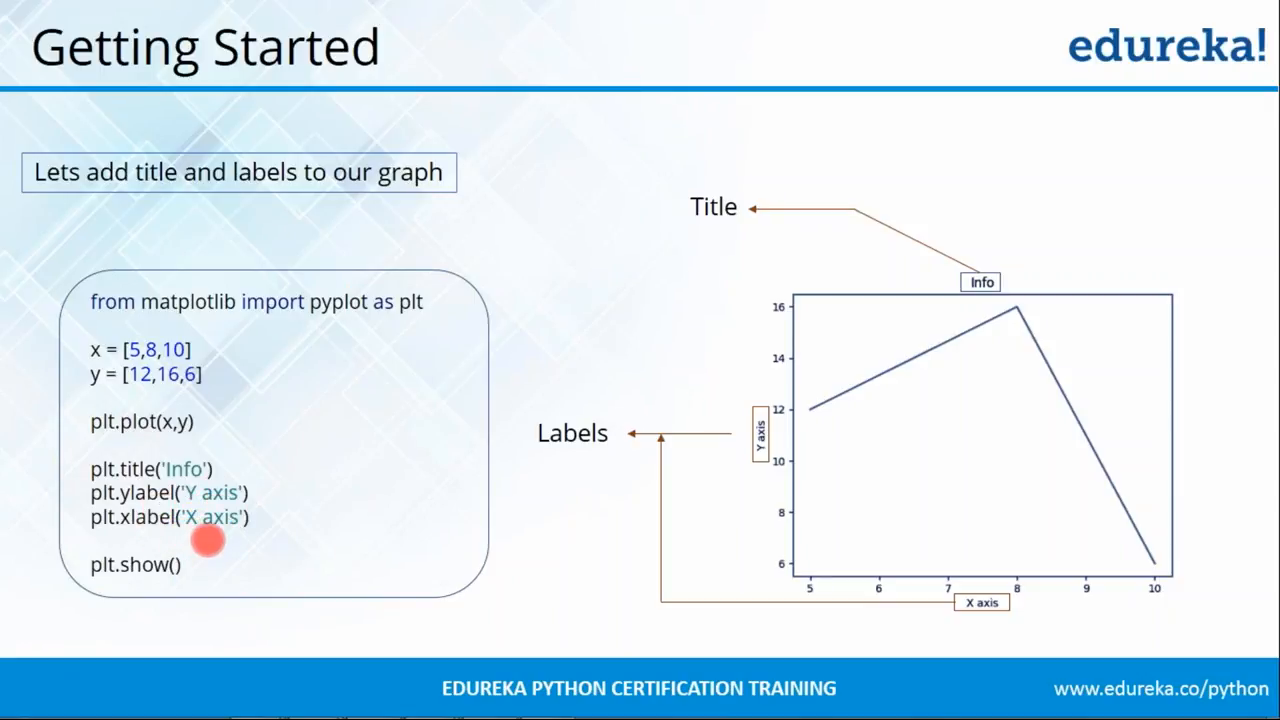 Getting Started
edureka!
Lets add title and labels to our graph
from matplotlib import pyplot as plt
x = [5,8,10]
y = [12,16,6]
plt.plot(x,y)
plt.title('Info')
plt.ylabel('Y axis')
plt.xlabel('X axis')
plt.show()
Title
Labels
Info
16
14
12
10
8
6
Y axis
5 6 7 8 9 10
X axis
EDUREKA PYTHON CERTIFICATION TRAINING
www.edureka.co/python